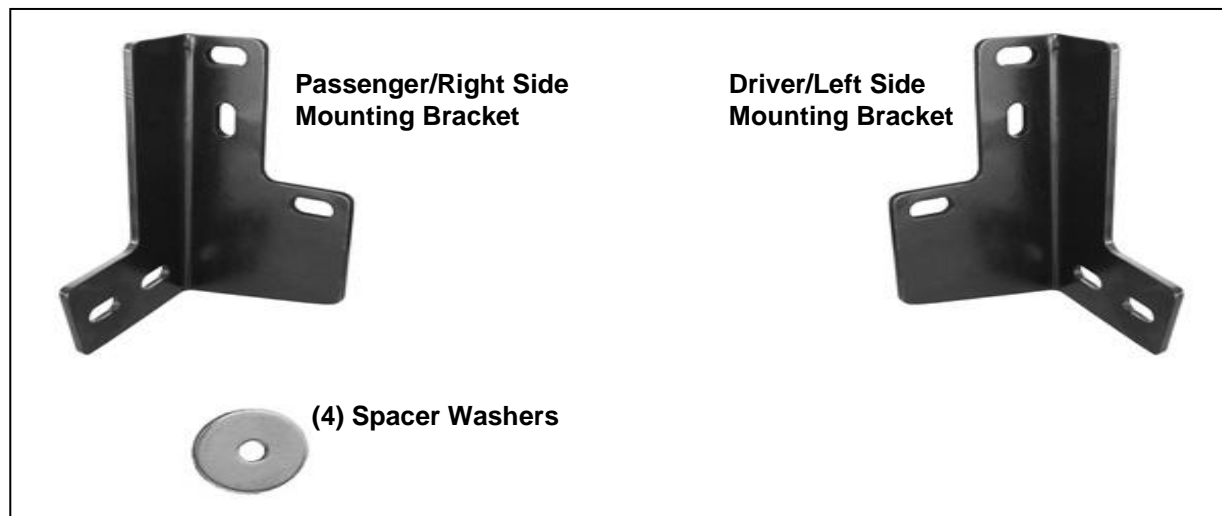 Passenger/Right Side
Mounting Bracket
Driver/Left Side
Mounting Bracket
(4) Spacer Washers